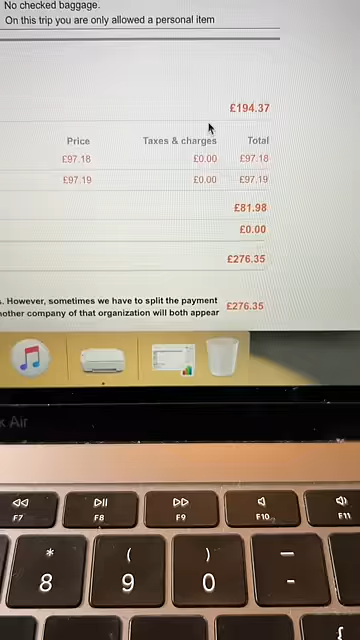 No checked baggage.
On this trip you are only allowed a personal item
£194.37
Price Taxes & charges Total
£97.18 £0.00 £97.18
£97.19 £0.00 £97.19
£81.98
£0.00
£276.35
. However, sometimes we have to split the payment
nother company of that organization will both appear £276.35
Air
F7 F8 F9 F10 F11
* ( ) –
8 9 0 -
{